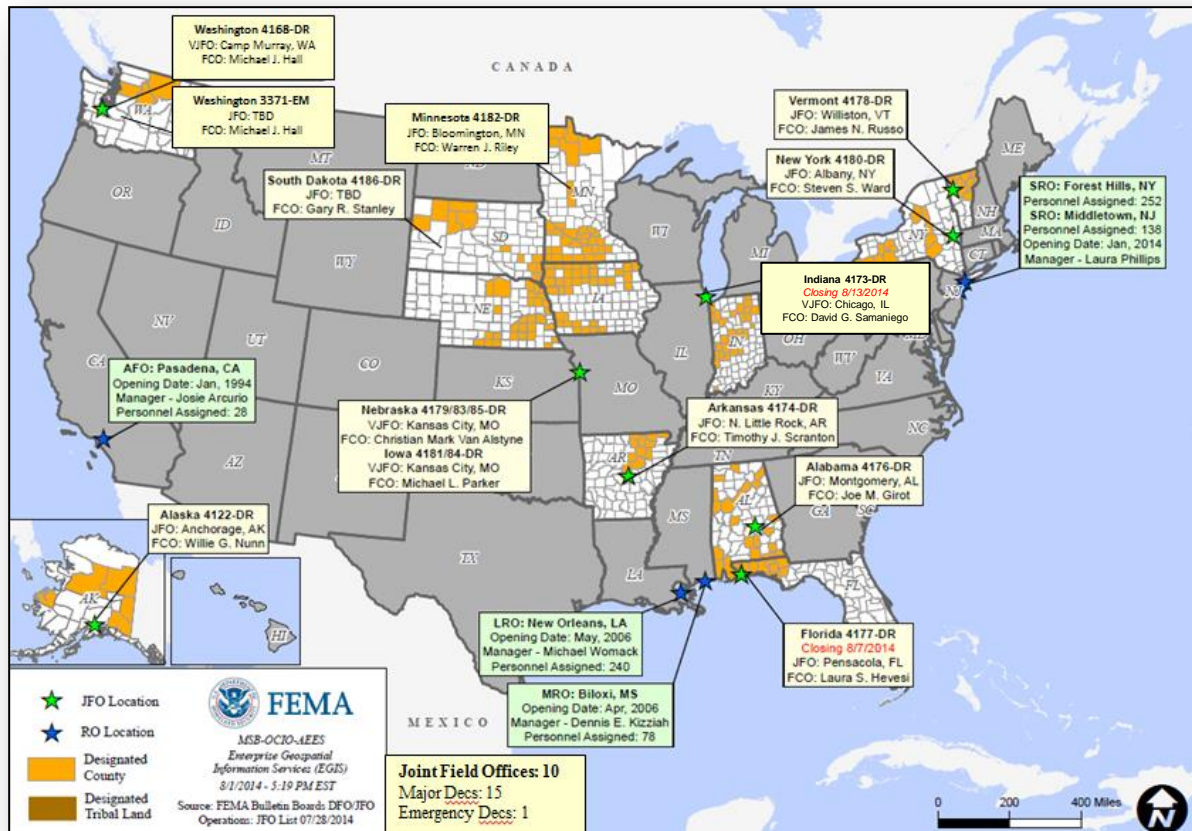 Washington 4168-DR
VJFO: Camp Murray, WA
FCO: Michael J. Hall
Washington 3371-EM
JFO: TBD
FCO: Michael J. Hall
CANADA
Minnesota 4182-DR
JFO: Bloomington, MN
FCO: Warren J. Riley
South Dakota 4186-DR
JFO: TBD
FCO: Gary R. Stanley
Vermont 4178-DR
JFO: Williston, VT
FCO: James N. Russo
New York 4180-DR
JFO: Albany, NY
FCO: Steven S. Ward
SRO: Forest Hills, NY
Personnel Assigned: 252
SRO: Middletown, NJ
Personnel Assigned: 138
Opening Date: Jan, 2014
Manager - Laura Phillips
Indiana 4173-DR
Closing 8/13/2014
VJFO: Chicago, IL
FCO: David G. Samaniego
AFO: Pasadena, CA
Opening Date: Jan, 1994
Manager - Josie Arcurio
Personnel Assigned: 28
Nebraska 4179/83/85-DR
VJFO: Kansas City, MO
FCO: Christian Mark Van Alstyne
Iowa 4181/84-DR
VJFO: Kansas City, MO
FCO: Michael L. Parker
Arkansas 4174-DR
JFO: N. Little Rock, AR
FCO: Timothy J. Scranton
Alabama 4176-DR
JFO: Montgomery, AL
FCO: Joe M. Girot
Alaska 4122-DR
JFO: Anchorage, AK
FCO: Willie G. Nunn
LRO: New Orleans, LA
Opening Date: May, 2006
Manager - Michael Womack
Personnel Assigned: 240
MRO: Biloxi, MS
Opening Date: Apr, 2006
Manager - Dennis E. Kizziah
Personnel Assigned: 78
Florida 4177-DR
Closing 8/7/2014
JFO: Pensacola, FL
FCO: Laura S. Hevesi
WA
OR
ID
MT
WY
NV
UT
CA
AZ
CO
SD
NE
KS
MN
IA
MO
WI
MI
IL
IN
OH
KY
WV
VA
NC
TN
AR
MS
AL
GA
SC
FL
LA
TX
NY
NH
ME
MA
CT
NJ
AK
HI
MEXICO
JFO Location
RO Location
Designated
County
Designated
Tribal Land
FEMA
MSB-OCIO-AEES
Enterprise Geospatial
Information Services (EGIS)
8/1/2014 - 5:19 PM EST
Source: FEMA Bulletin Boards DFO/JFO
Operations: JFO List 07/28/2014
Joint Field Offices: 10
Major Decs: 15
Emergency Decs: 1
0 200 400 Miles
N